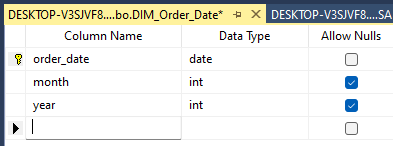 DESKTOP-V3SJVF8....bo.DIM_Order_Date* DESKTOP-V3SJVF8....SA
Column Name Data Type Allow Nulls
order_date date
month int
year int